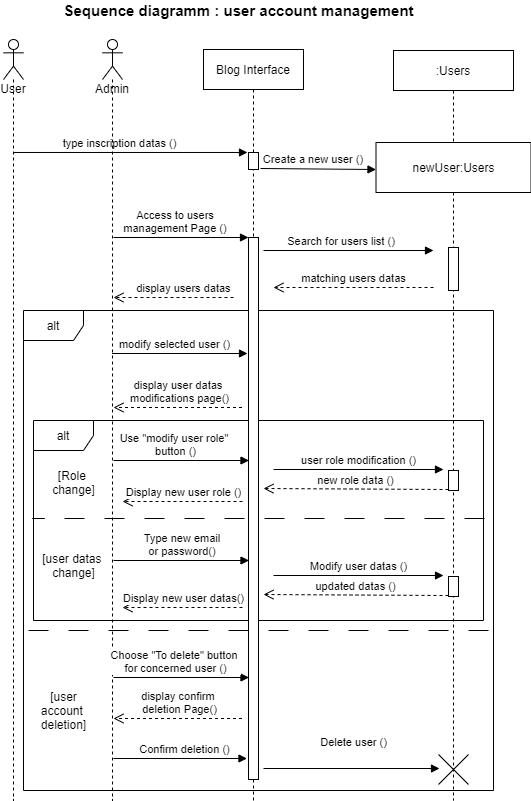 Sequence diagramm : user account management
User
Admin
Blog Interface
:Users
type inscription datas ()
Create a new user ()
newUser:Users
Access to users
management Page ()
Search for users list ()
matching users datas
display users datas
alt
modify selected user ()
display user datas
modifications page()
alt
Use "modify user role"
button ()
user role modification ()
[Role
change]
new role data ()
Display new user role ()
Type new email
or password()
[user datas
change]
Modify user datas ()
updated datas ()
Display new user datas()
Choose "To delete" button
for concerned user ()
[user
account
deletion]
display confirm
deletion Page()
Confirm deletion ()
Delete user ()